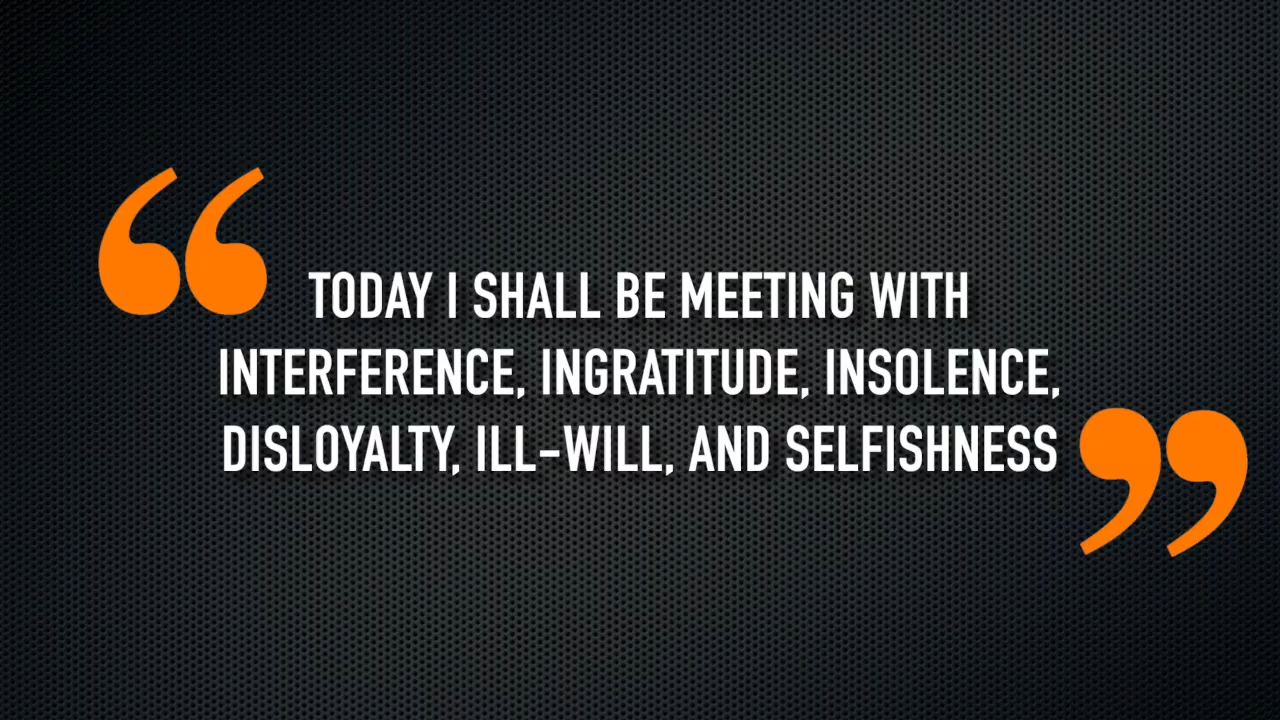 “TODAY I SHALL BE MEETING WITH
INTERFERENCE, INGRATITUDE, INSOLENCE,
DISLOYALTY, ILL-WILL, AND SELFISHNESS”